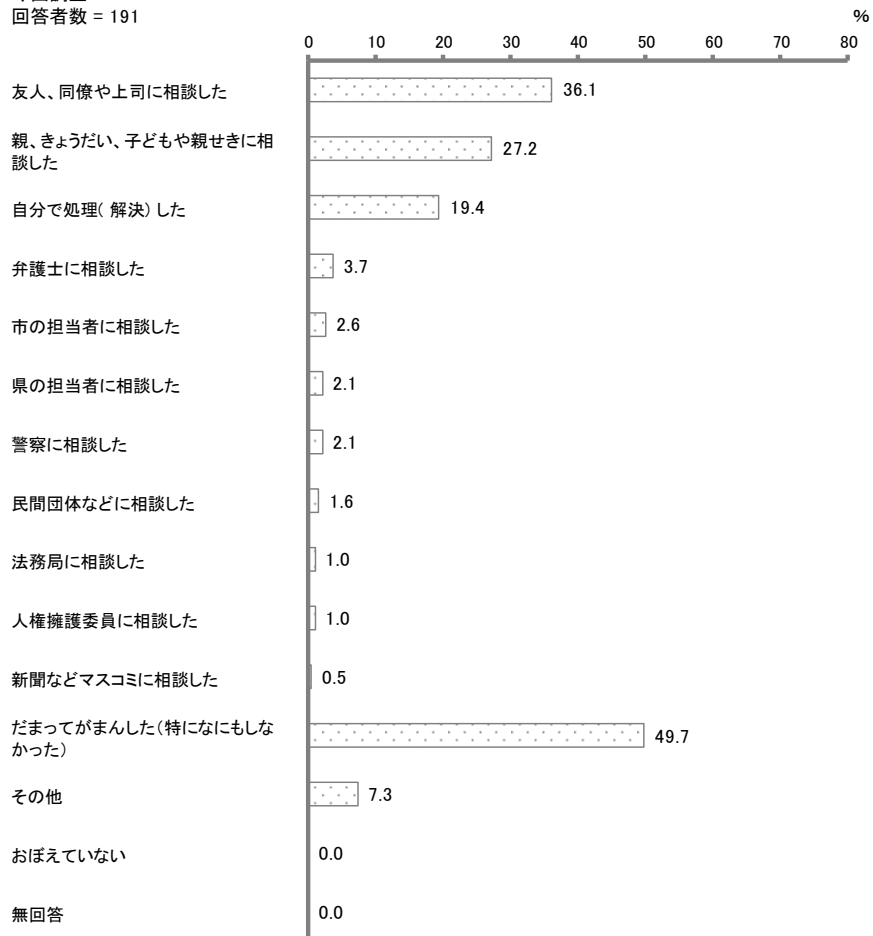 回答者数 = 191
%
0 10 20 30 40 50 60 70 80
友人、同僚や上司に相談した 36.1
親、きょうだい、子どもや親せきに相
談した 27.2
自分で処理( 解決) した 19.4
弁護士に相談した 3.7
市の担当者に相談した 2.6
県の担当者に相談した 2.1
警察に相談した 2.1
民間団体などに相談した 1.6
法務局に相談した 1.0
人権擁護委員に相談した 1.0
新聞などマスコミに相談した 0.5
だまってがまんした(特になにもしな
かった) 49.7
その他 7.3
おぼえていない 0.0
無回答 0.0